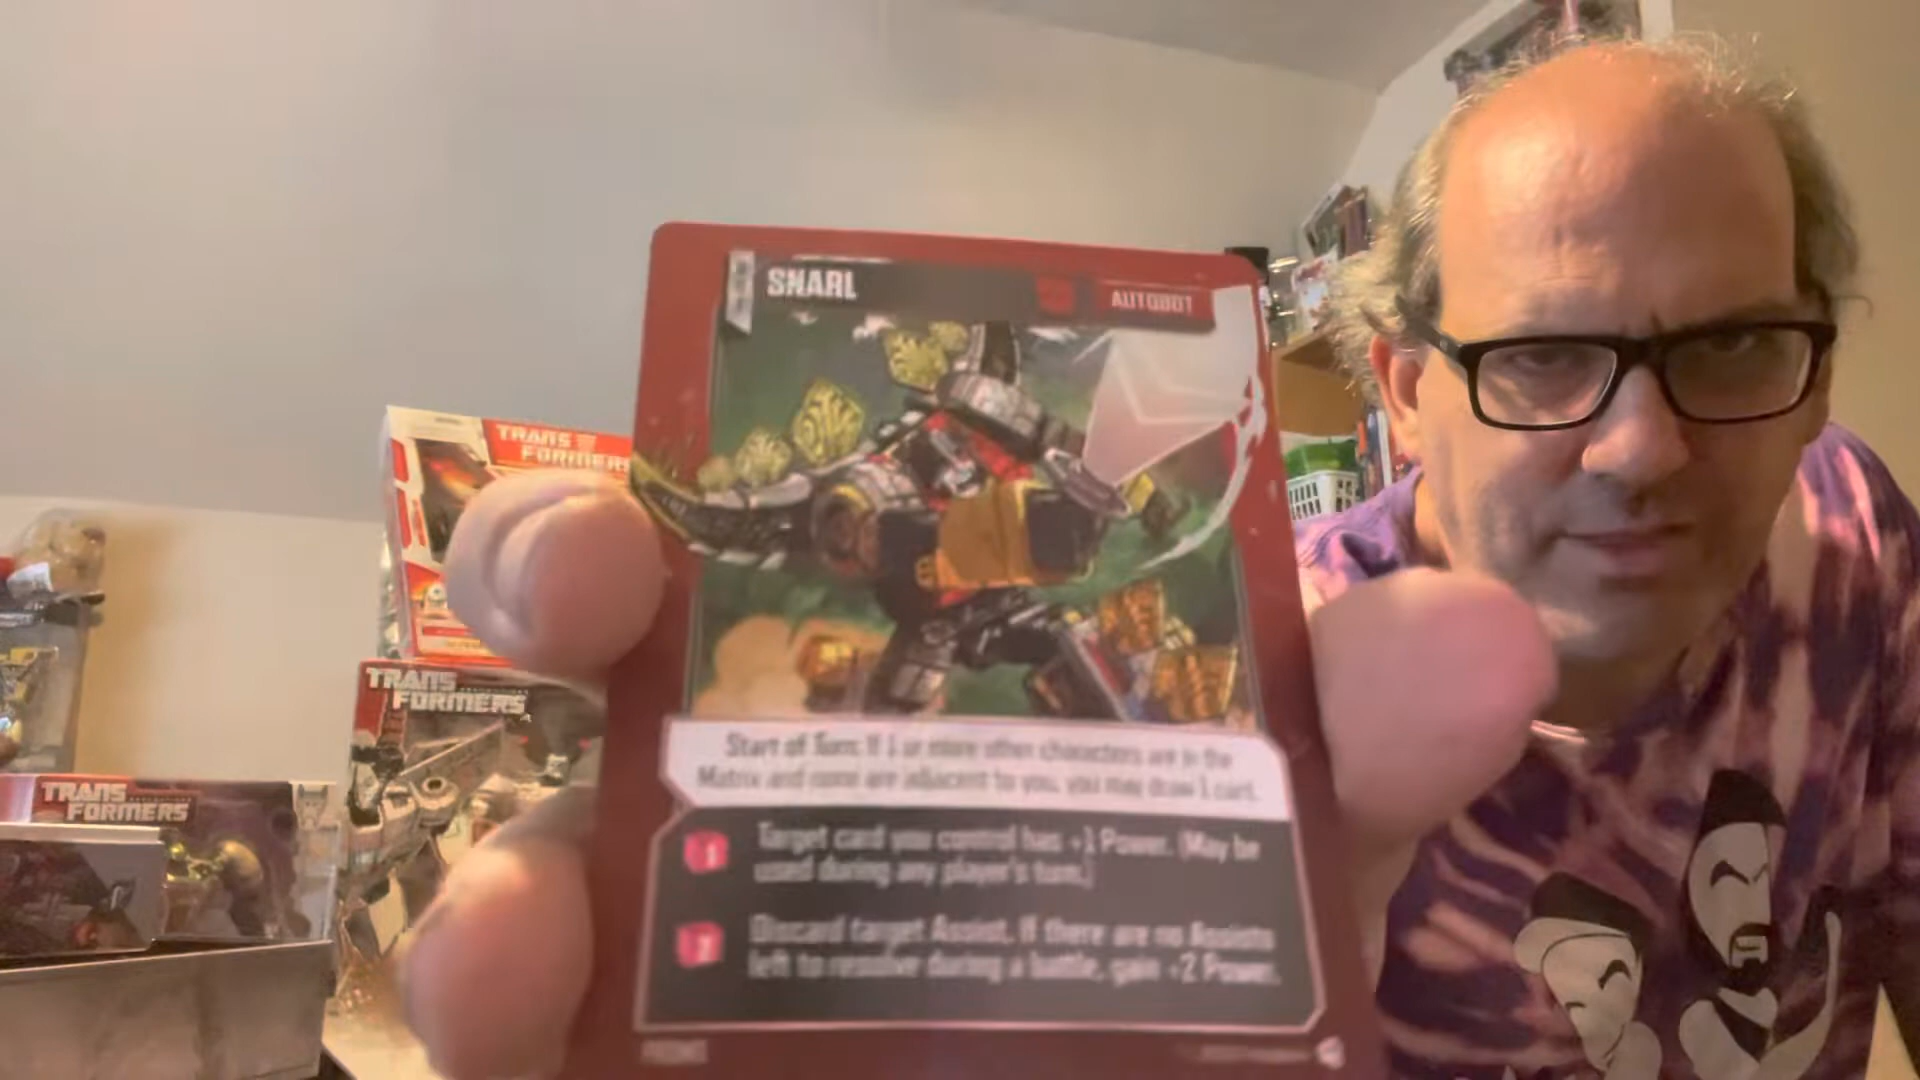 SNARL
AUTOBOT
Start of Turn: If 1 or more other characters are in the
Matrix and none are adjacent to you, you may draw 1 card.
1 Target card you control has +1 Power. (May be
used during any player's turn.)
2 Discard target Assist. If there are no Assists
left to resolve during a battle, gain +2 Power.
TRANS
FORMERS
TRANS
FORMERS
TRANS
FORMERS